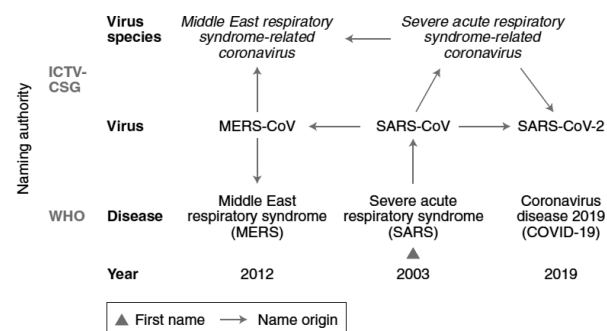 Naming authority
ICTV-
CSG
WHO
Virus
species
Middle East respiratory
syndrome-related
coronavirus
Severe acute respiratory
syndrome-related
coronavirus
Virus
MERS-CoV
SARS-CoV
SARS-CoV-2
Disease
Middle East
respiratory syndrome
(MERS)
Severe acute
respiratory syndrome
(SARS)
Coronavirus
disease 2019
(COVID-19)
Year
2012
2003
2019
First name
Name origin